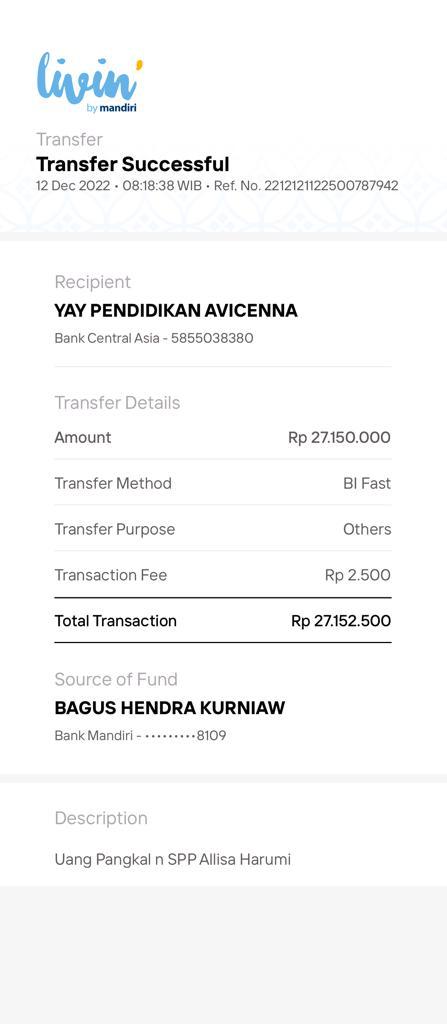 livin'
by mandiri
Transfer
Transfer Successful
12 Dec 2022 • 08:18:38 WIB • Ref. No. 2212121122500787942
Recipient
YAY PENDIDIKAN AVICENNA
Bank Central Asia - 5855038380
Transfer Details
Amount Rp 27.150.000
Transfer Method BI Fast
Transfer Purpose Others
Transaction Fee Rp 2.500
Total Transaction Rp 27.152.500
Source of Fund
BAGUS HENDRA KURNIAW
Bank Mandiri - •••••••••8109
Description
Uang Pangkal n SPP Allisa Harumi